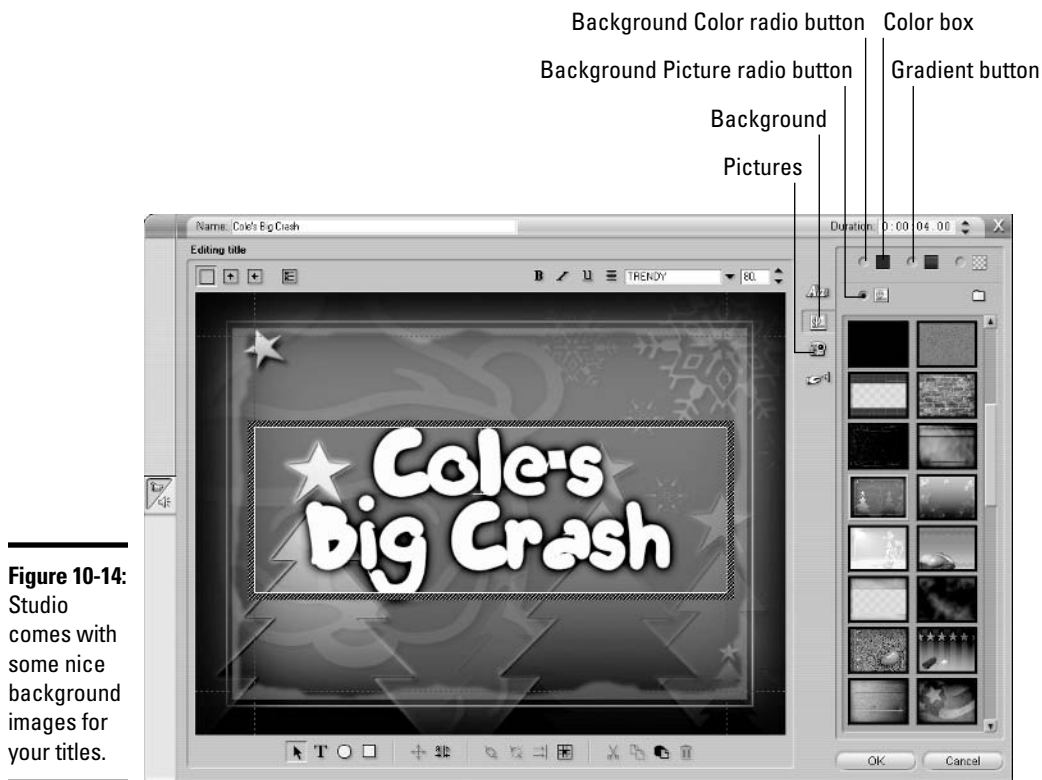 Background Color radio button Color box
Background Picture radio button Gradient button
Background
Pictures
Name: Cole's Big Crash
Duration: 0:00:04.00 X
Editing title
B I U TRENDY 80.
Cole's
Big Crash
T
OK Cancel
Figure 10-14:
Studio
comes with
some nice
background
images for
your titles.